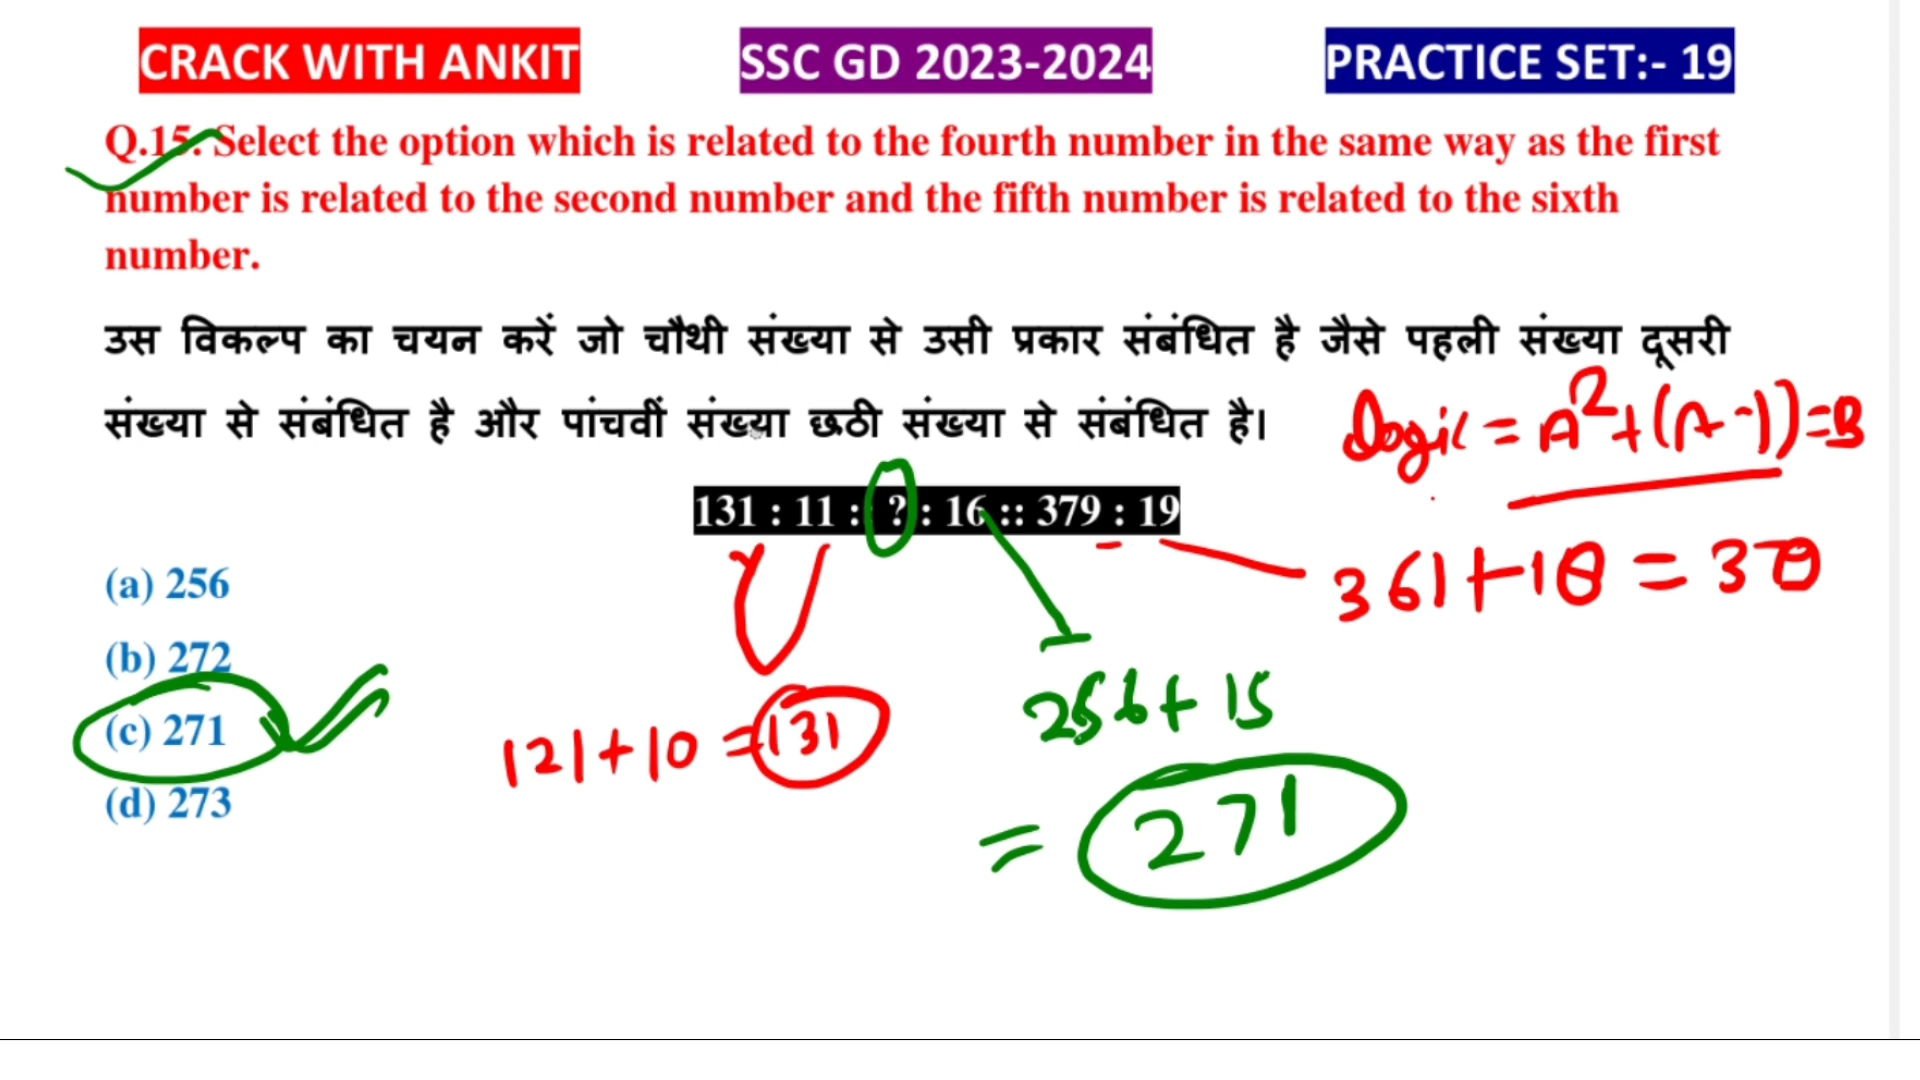 CRACK WITH ANKIT SSC GD 2023-2024 PRACTICE SET:- 19
Q.15. Select the option which is related to the fourth number in the same way as the first
number is related to the second number and the fifth number is related to the sixth
number.
उस विकल्प का चयन करें जो चौथी संख्या से उसी प्रकार संबंधित है जैसे पहली संख्या दूसरी
संख्या से संबंधित है और पांचवीं संख्या छठी संख्या से संबंधित है।
logic = A²+(A-1)=B
131 : 11 :: ? : 16 :: 379 : 19
361+18 =
(a) 256
(b) 272
(c) 271
(d) 273
256+15
121+10 =131
= 271